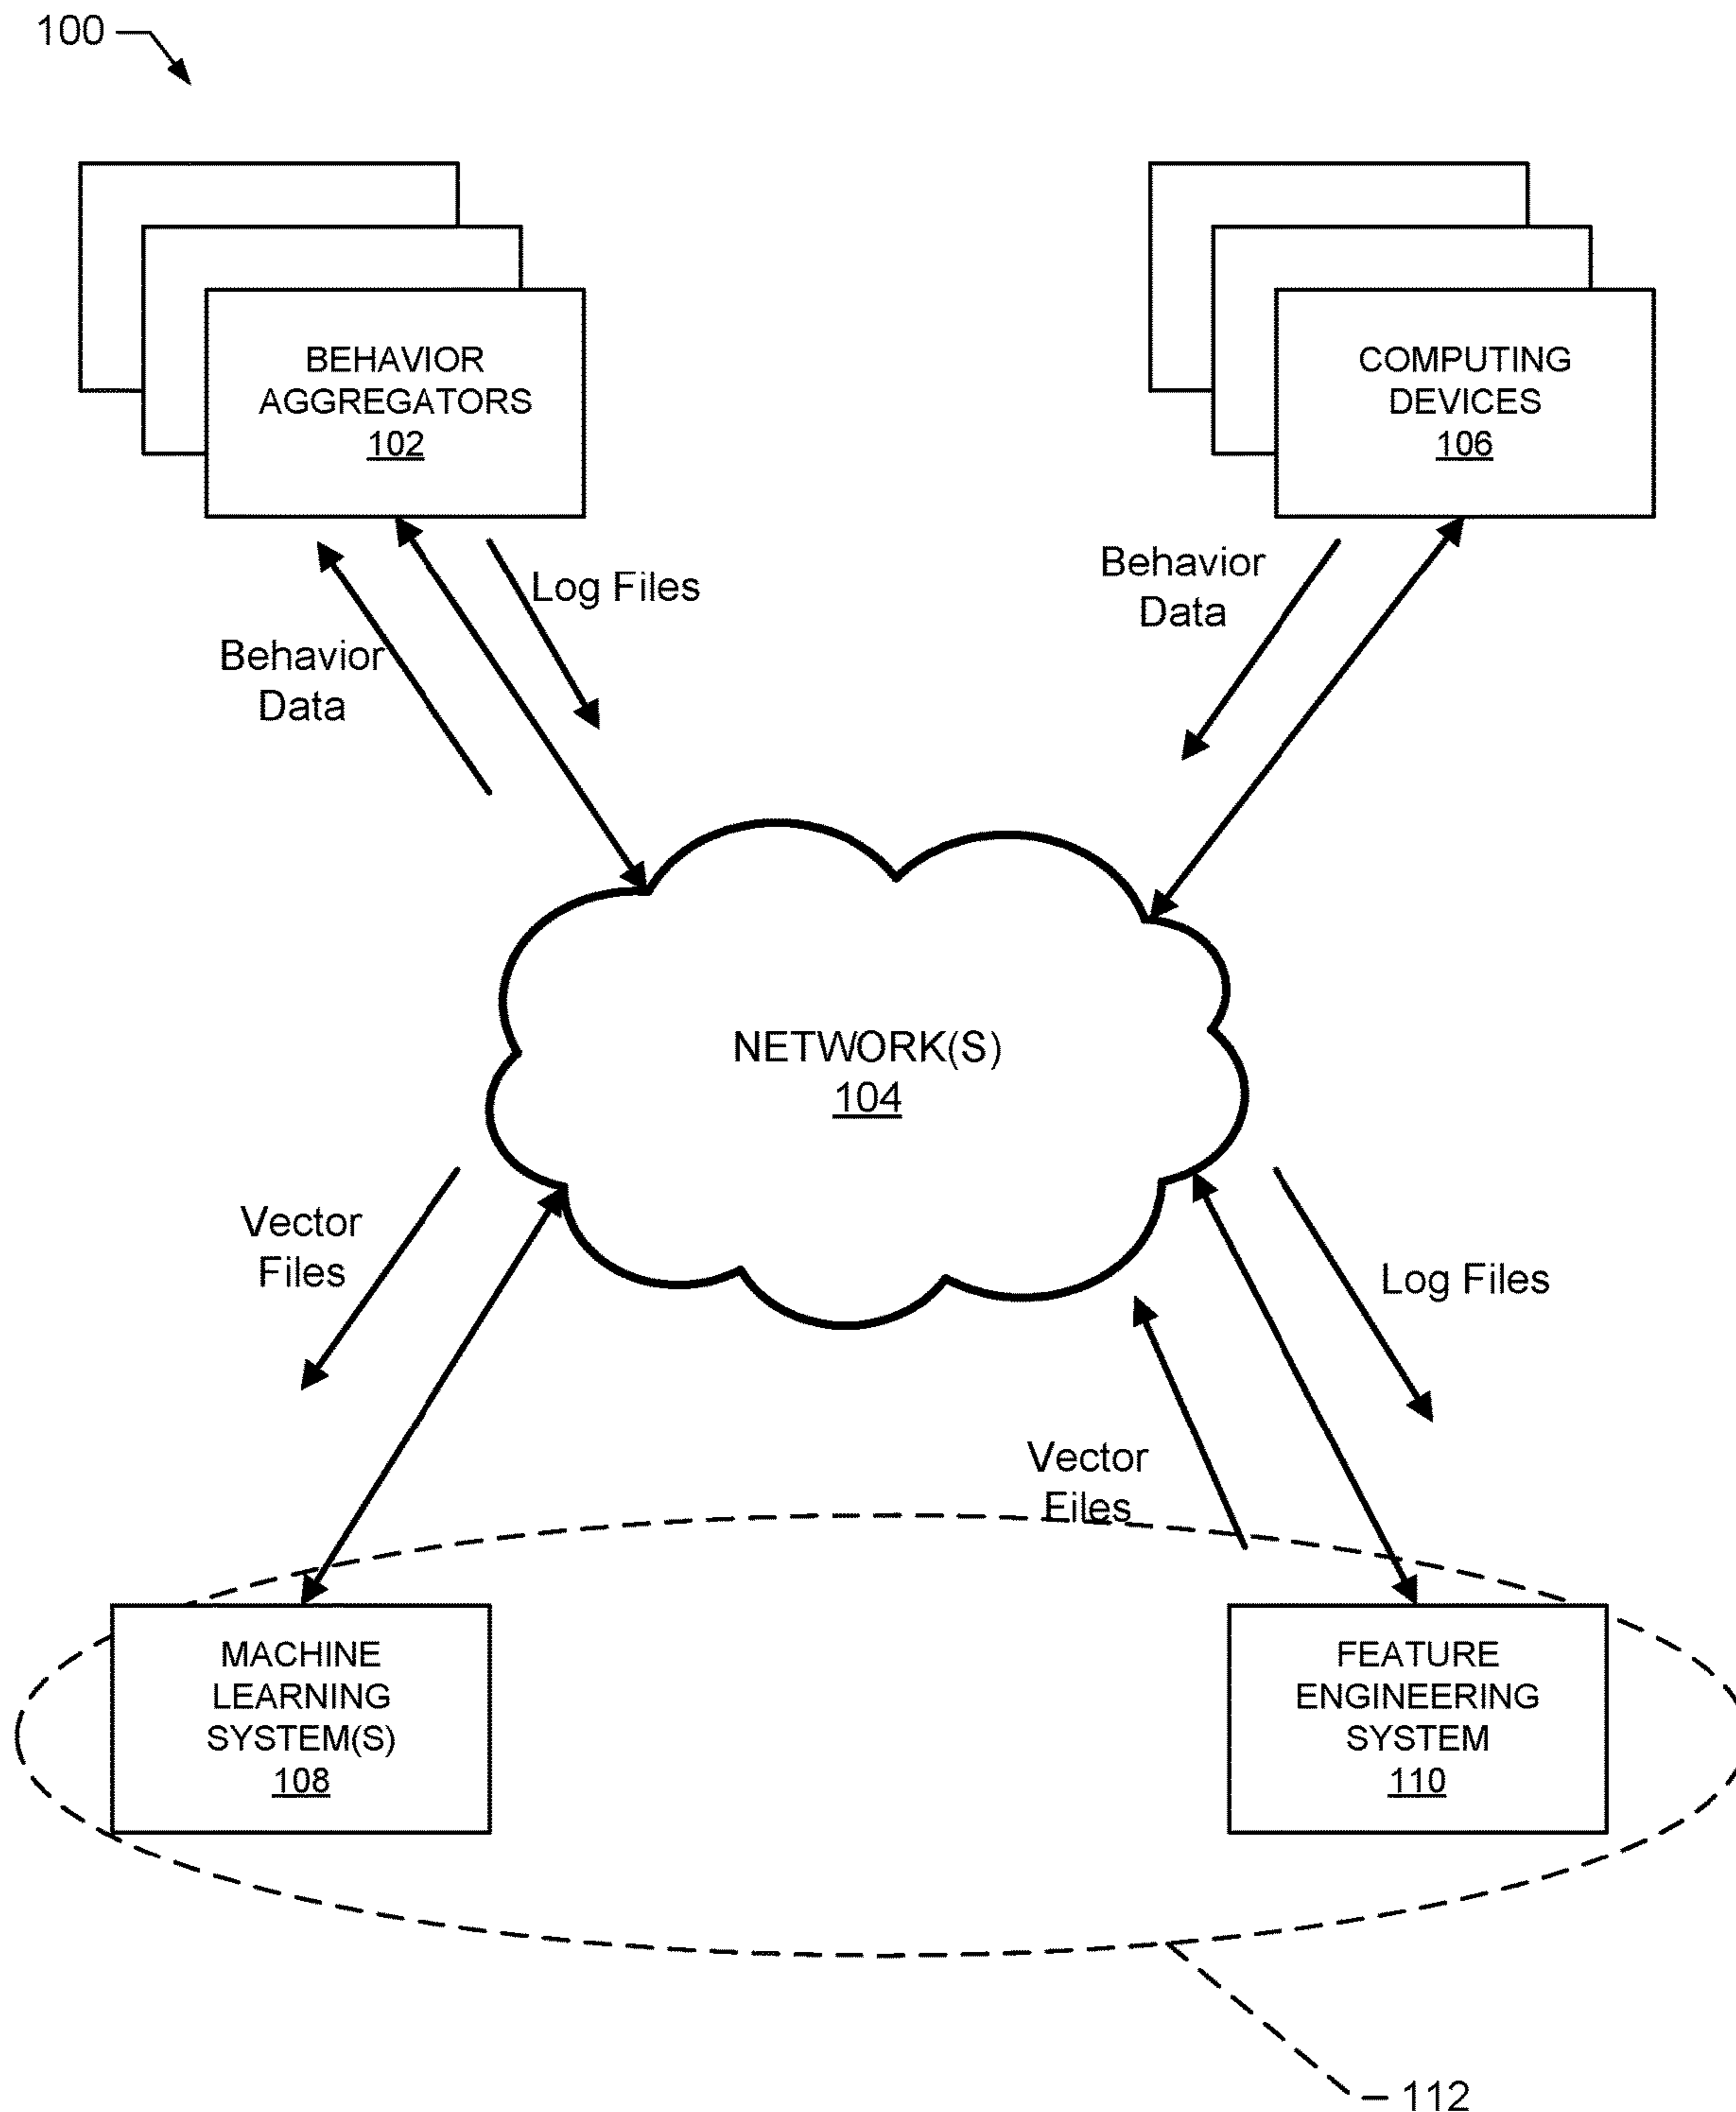 100
BEHAVIOR
AGGREGATORS
102
COMPUTING
DEVICES
106
Log Files
Behavior
Data
Behavior
Data
NETWORK(S)
104
Vector
Files
Log Files
Vector
Files
MACHINE
LEARNING
SYSTEM(S)
108
FEATURE
ENGINEERING
SYSTEM
110
112